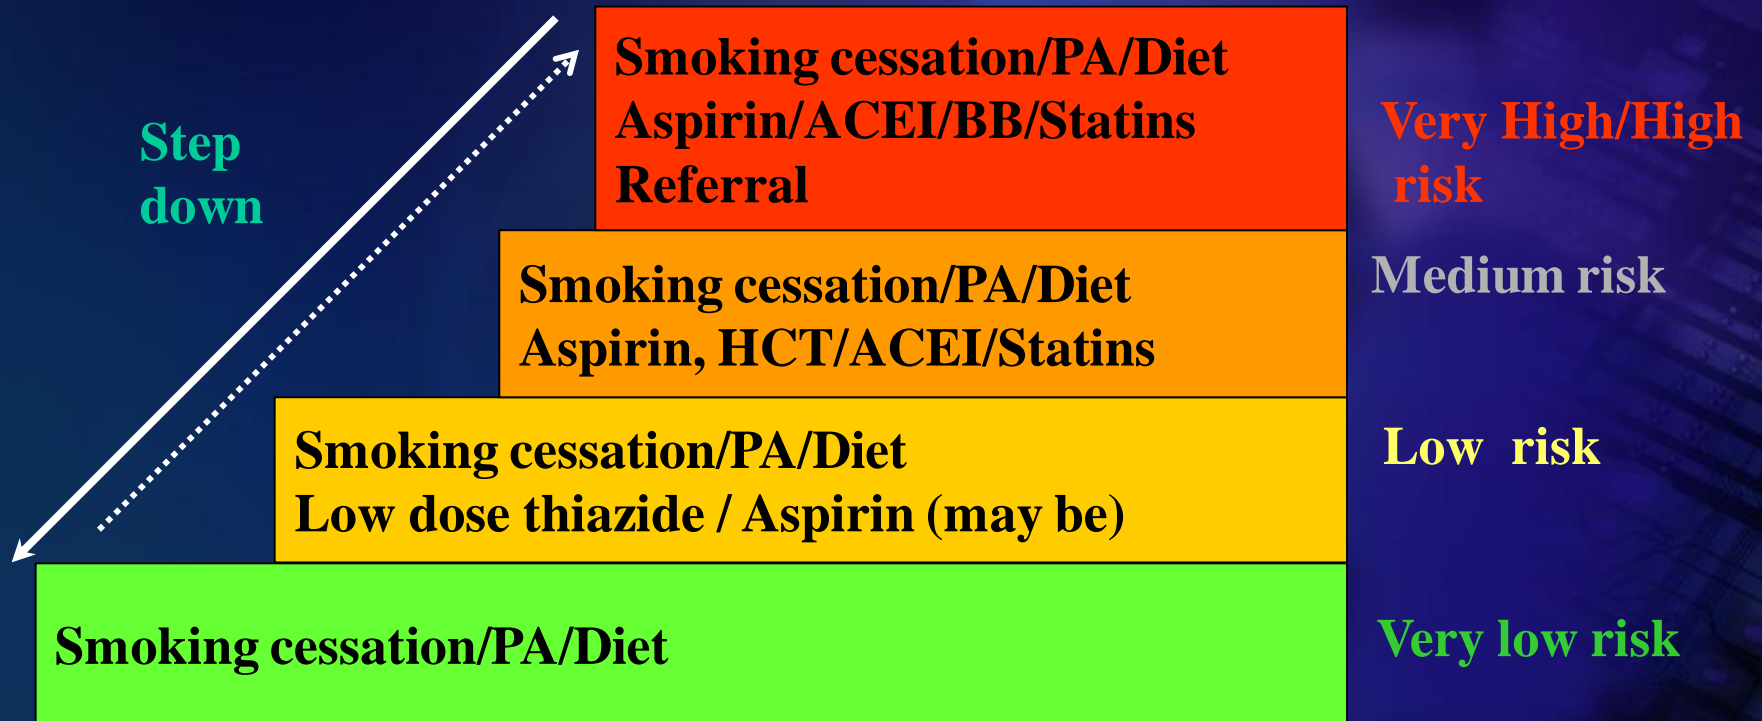 Step
down
Smoking cessation/PA/Diet
Aspirin/ACEI/BB/Statins
Referral
Very High/High
risk
Smoking cessation/PA/Diet
Aspirin, HCT/ACEI/Statins
Medium risk
Smoking cessation/PA/Diet
Low dose thiazide / Aspirin (may be)
Low risk
Smoking cessation/PA/Diet
Very low risk